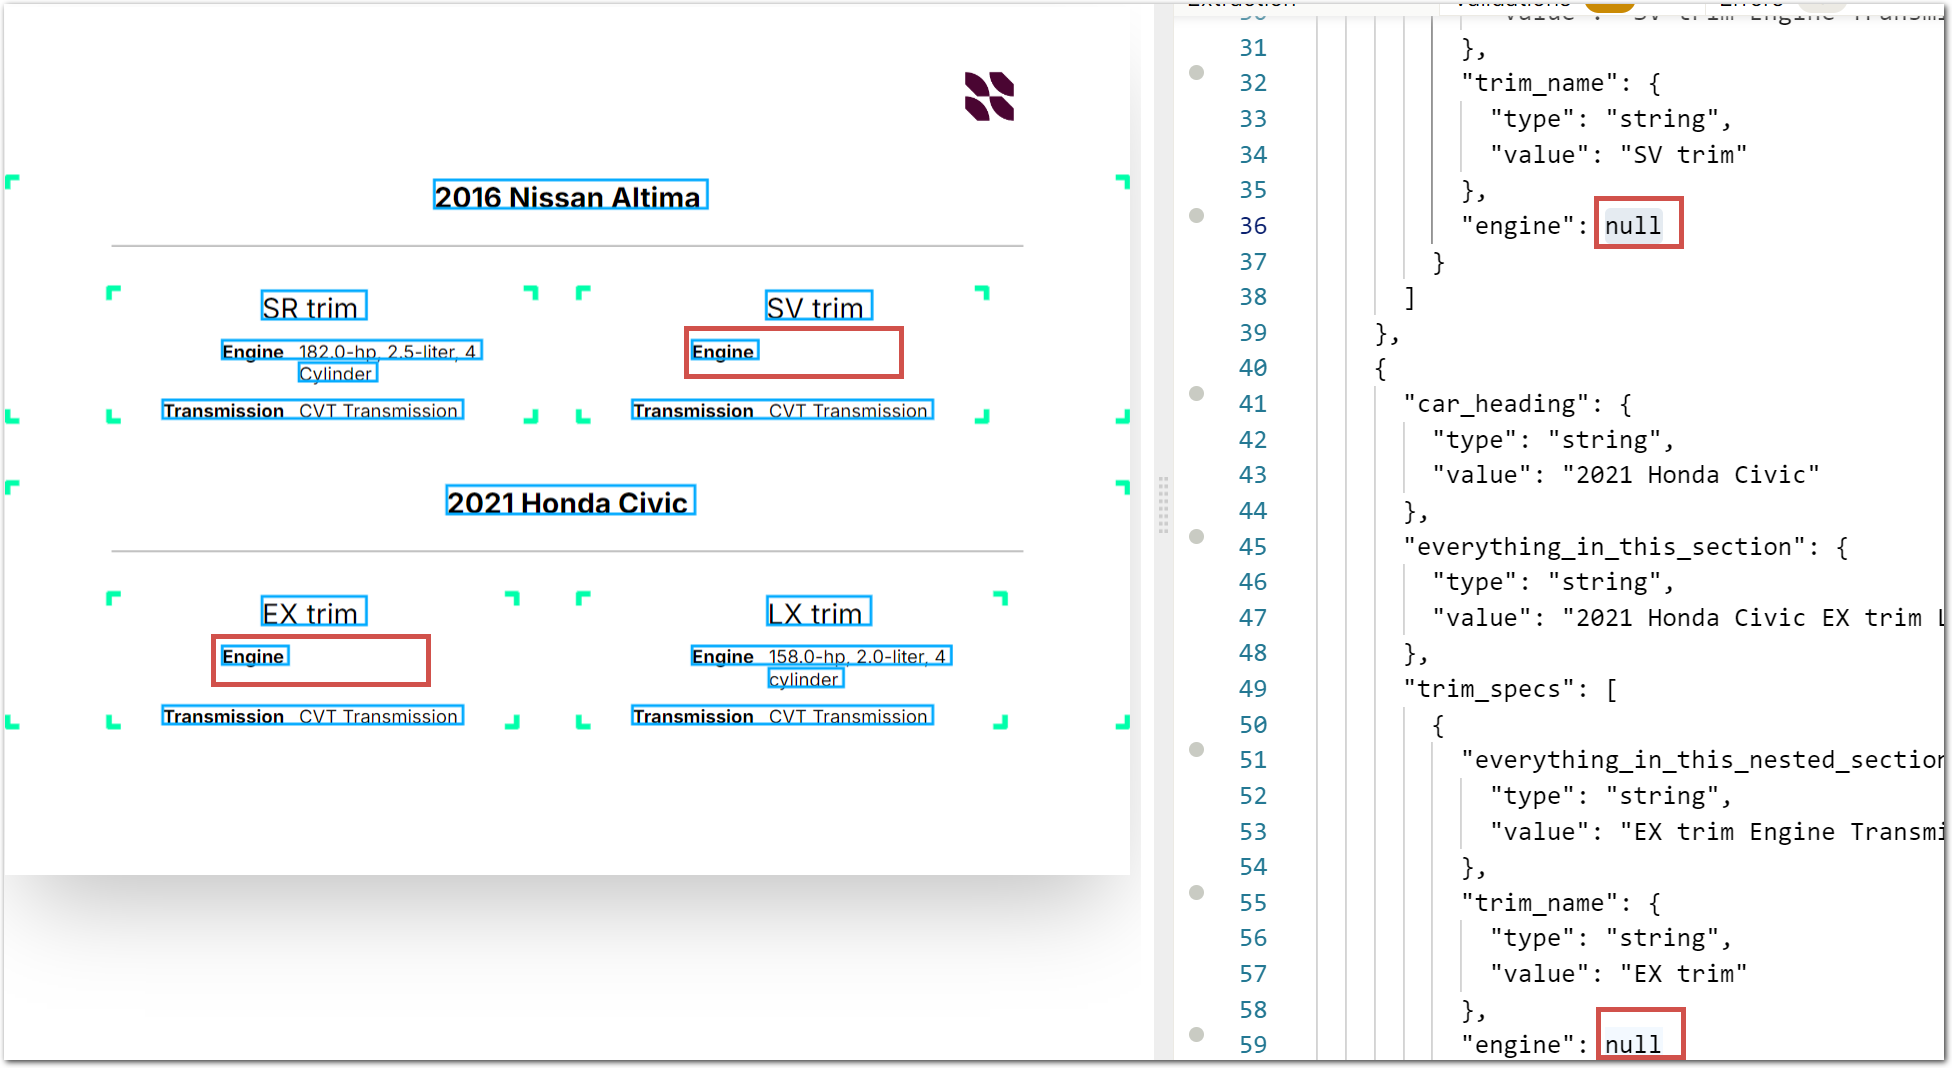 2016 Nissan Altima
SR trim
Engine 182.0-hp, 2.5-liter, 4
Cylinder
Transmission CVT Transmission
SV trim
Engine
Transmission CVT Transmission
2021 Honda Civic
EX trim
Engine
Transmission CVT Transmission
LX trim
Engine 158.0-hp, 2.0-liter, 4
cylinder
Transmission CVT Transmission
Extraction Validations Errors
30 "value": "SV trim Engine Transmi
31 },
32 "trim_name": {
33 "type": "string",
34 "value": "SV trim"
35 },
36 "engine": null
37 }
38 ]
39 },
40 {
41 "car_heading": {
42 "type": "string",
43 "value": "2021 Honda Civic"
44 },
45 "everything_in_this_section": {
46 "type": "string",
47 "value": "2021 Honda Civic EX trim L
48 },
49 "trim_specs": [
50 {
51 "everything_in_this_nested_section
52 "type": "string",
53 "value": "EX trim Engine Transmi
54 },
55 "trim_name": {
56 "type": "string",
57 "value": "EX trim"
58 },
59 "engine": null